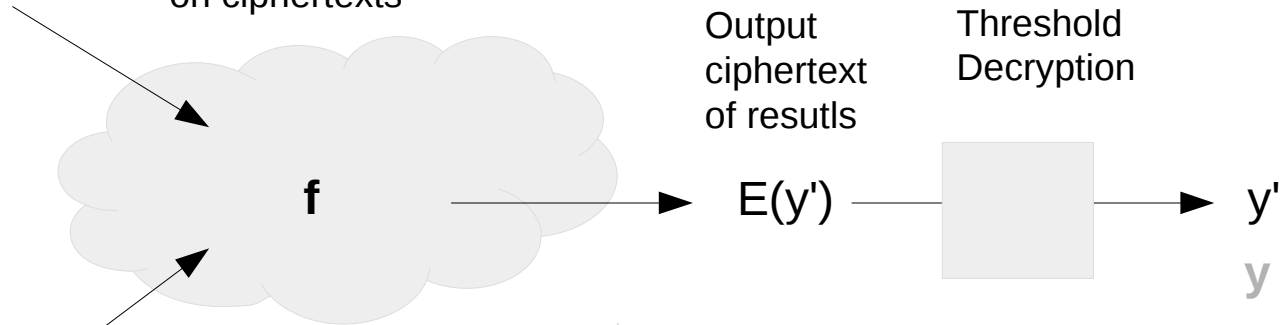 on ciphertexts
Output
ciphertext
of resutls
Threshold
Decryption
f
E(y')
y'
y